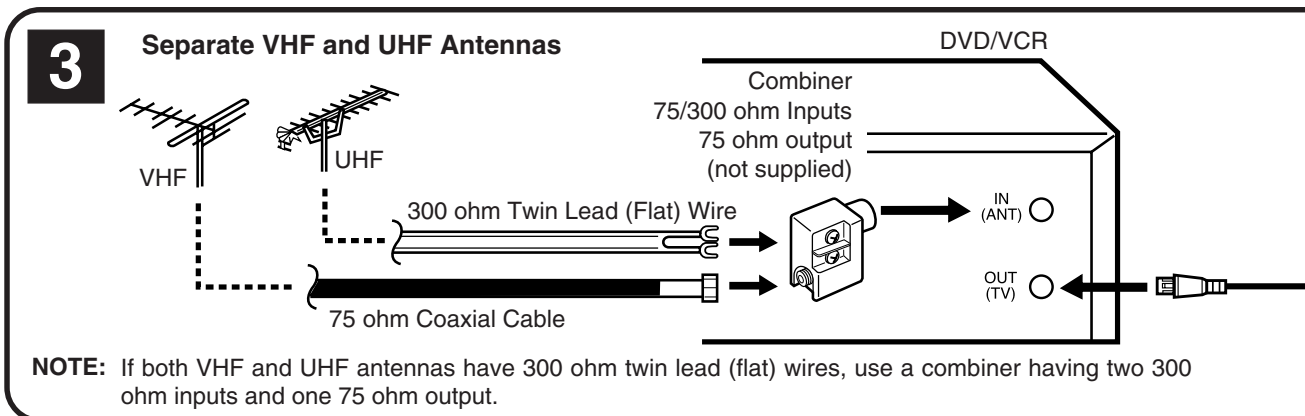 3
Separate VHF and UHF Antennas
DVD/VCR
Combiner
75/300 ohm Inputs
75 ohm output
(not supplied)
VHF
UHF
300 ohm Twin Lead (Flat) Wire
IN
(ANT)
OUT
(TV)
75 ohm Coaxial Cable
NOTE: If both VHF and UHF antennas have 300 ohm twin lead (flat) wires, use a combiner having two 300
ohm inputs and one 75 ohm output.